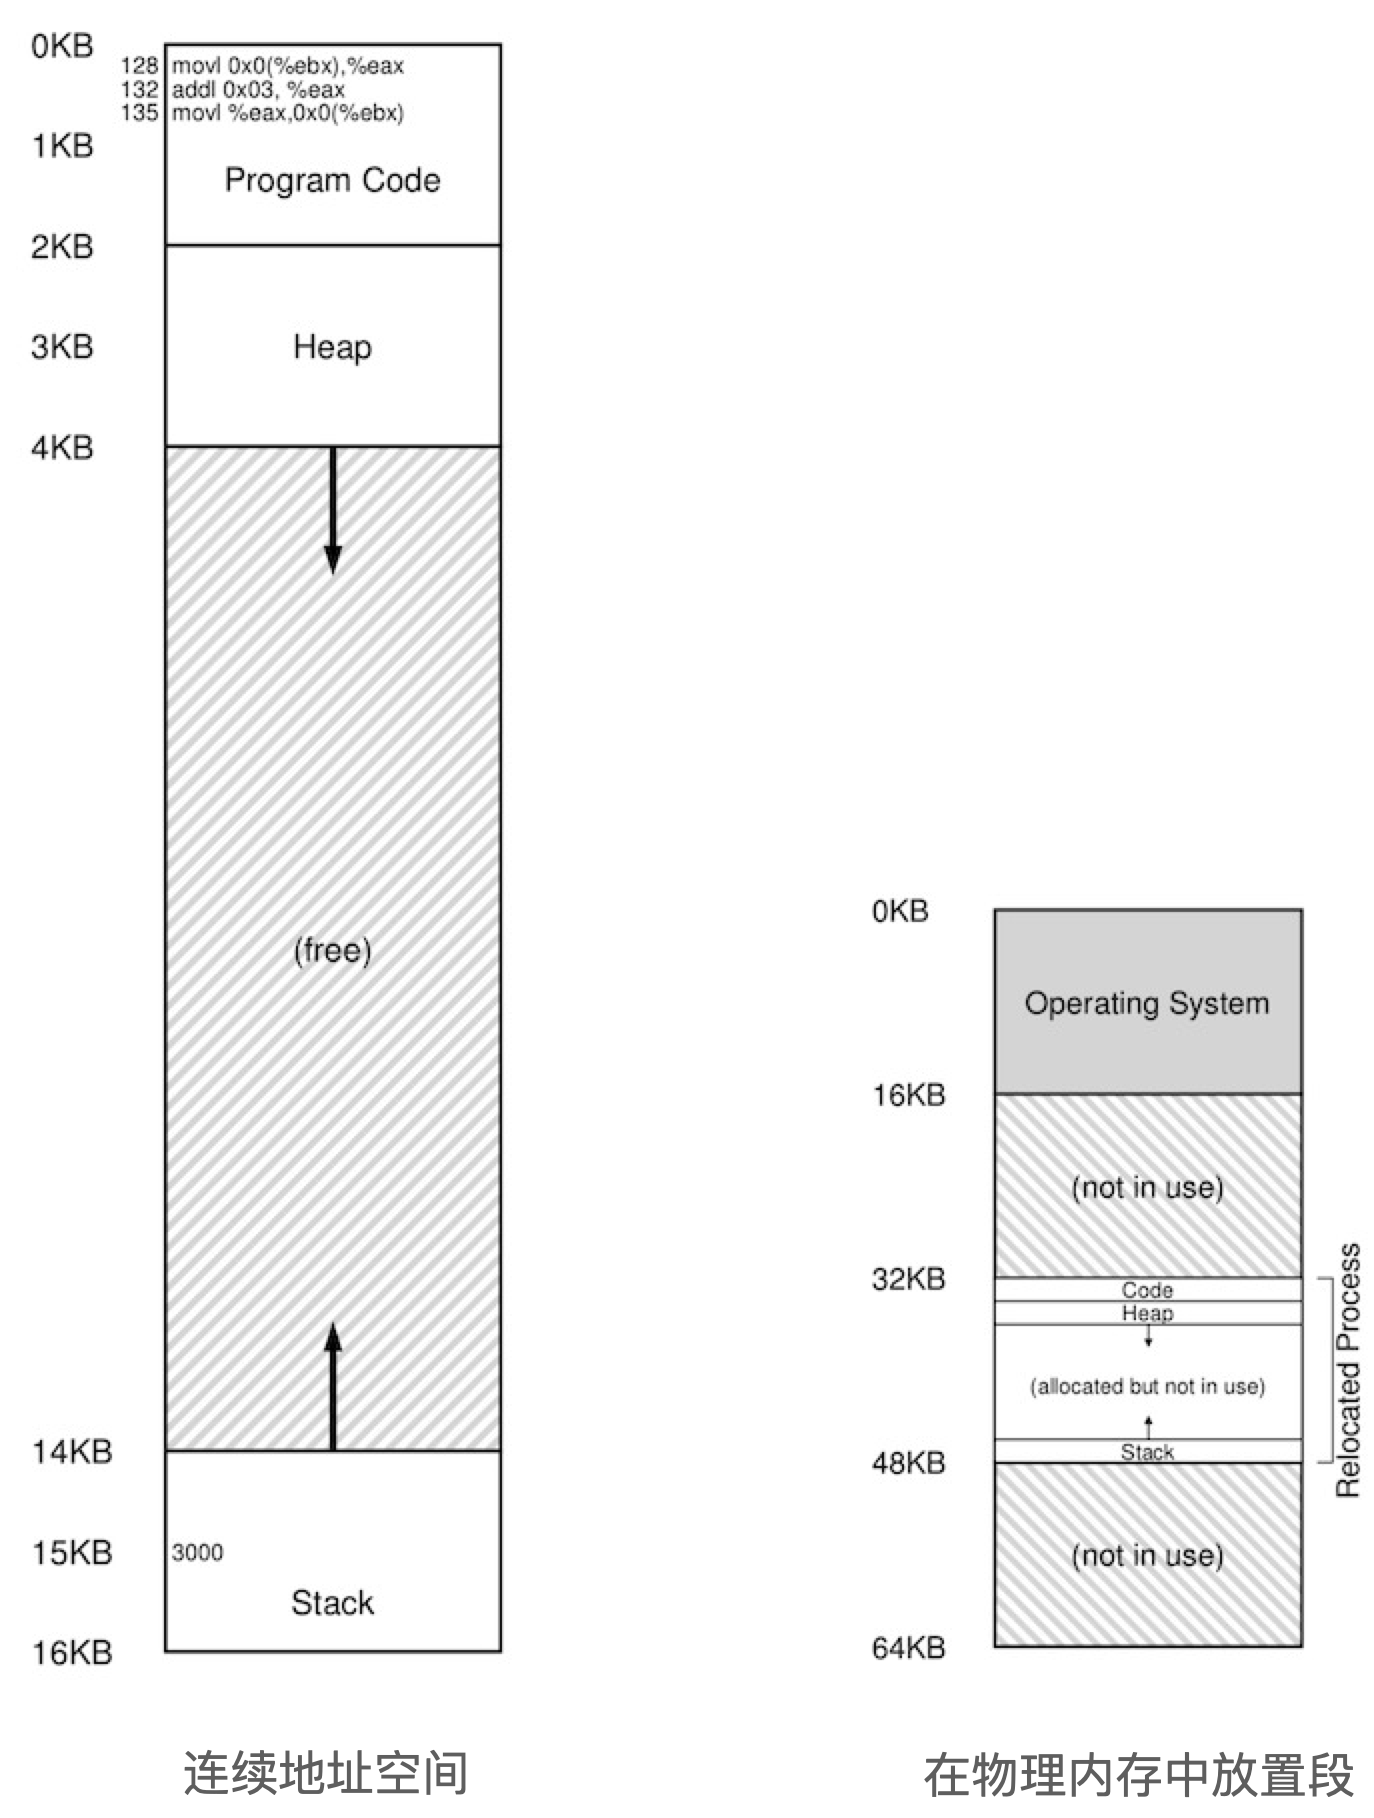 0KB
128 movl 0x0(%ebx),%eax
132 addl 0x03, %eax
135 movl %eax,0x0(%ebx)
1KB
Program Code
2KB
3KB
Heap
4KB
(free)
14KB
15KB
3000
Stack
16KB
连续地址空间
0KB
Operating System
16KB
(not in use)
32KB
Code
Heap
(allocated but not in use)
Stack
48KB
Relocated Process
(not in use)
64KB
在物理内存中放置段